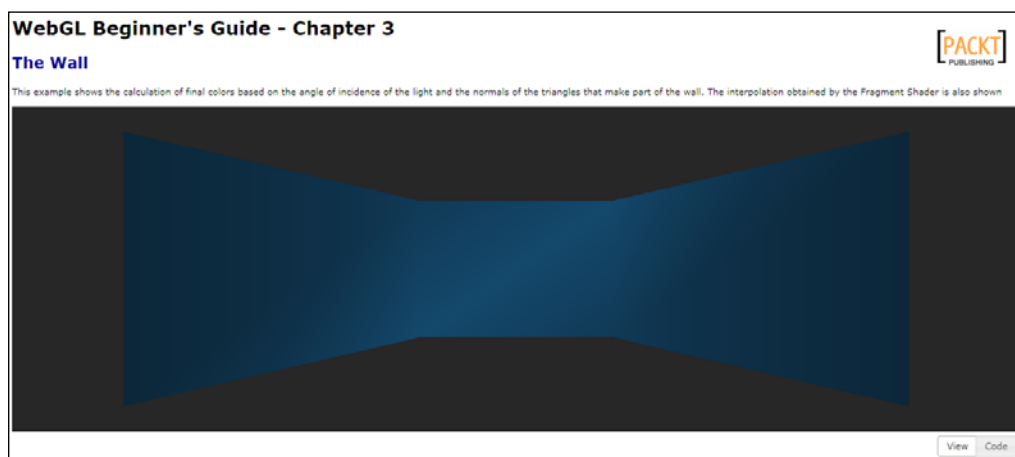 WebGL Beginner's Guide - Chapter 3
PACKT
PUBLISHING
The Wall
This example shows the calculation of final colors based on the angle of incidence of the light and the normals of the triangles that make part of the wall. The interpolation obtained by the Fragment Shader is also shown
View Code